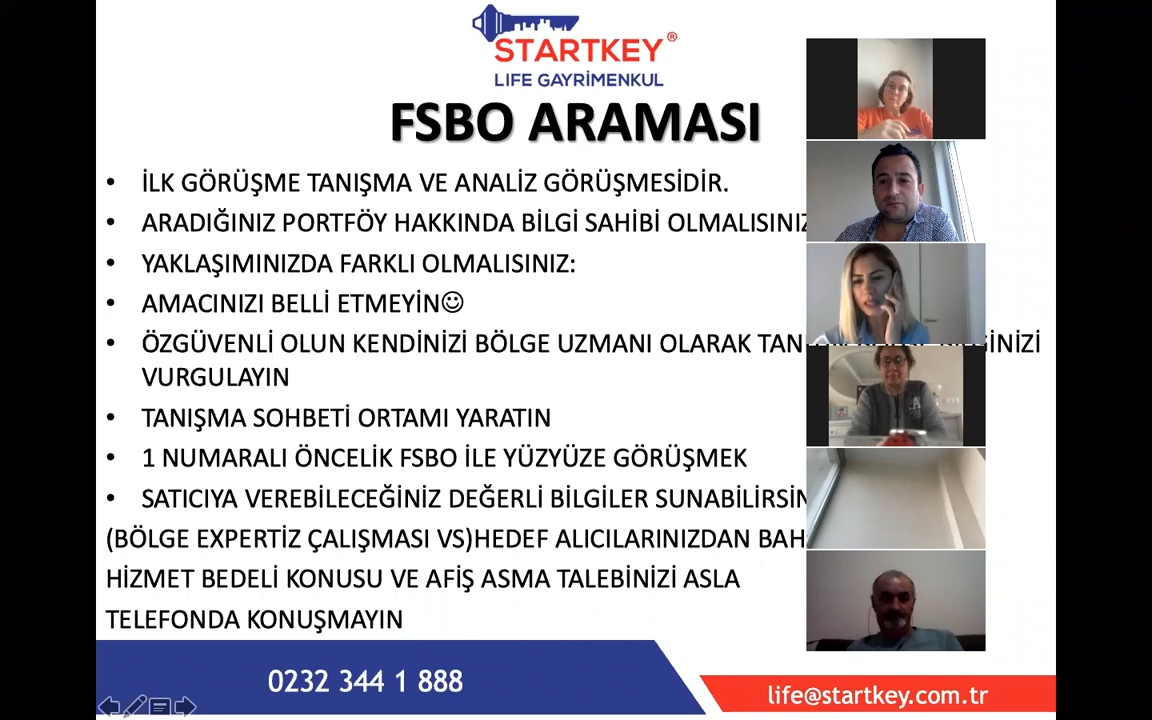 STARTKEY®
LIFE GAYRİMENKUL
FSBO ARAMASI
• İLK GÖRÜŞME TANIŞMA VE ANALİZ GÖRÜŞMESİDİR.
• ARADIĞINIZ PORTFÖY HAKKINDA BİLGİ SAHİBİ OLMALISINIZ
• YAKLAŞIMINIZDA FARKLI OLMALISINIZ:
• AMACINIZI BELLİ ETMEYİN☺
• ÖZGÜVENLİ OLUN KENDİNİZİ BÖLGE UZMANI OLARAK
VURGULAYIN
• TANIŞMA SOHBETİ ORTAMI YARATIN
• 1 NUMARALI ÖNCELİK FSBO İLE YÜZYÜZE GÖRÜŞMEK
• SATICIYA VEREBİLECEĞİNİZ DEĞERLİ BİLGİLER
(BÖLGE EXPERTİZ ÇALIŞMASI VS)HEDEF ALICILARINIZDAN
HİZMET BEDELİ KONUSU VE AFİŞ ASMA TALEBİNİZİ ASLA
TELEFONDA KONUŞMAYIN
0232 344 1 888
life@startkey.com.tr